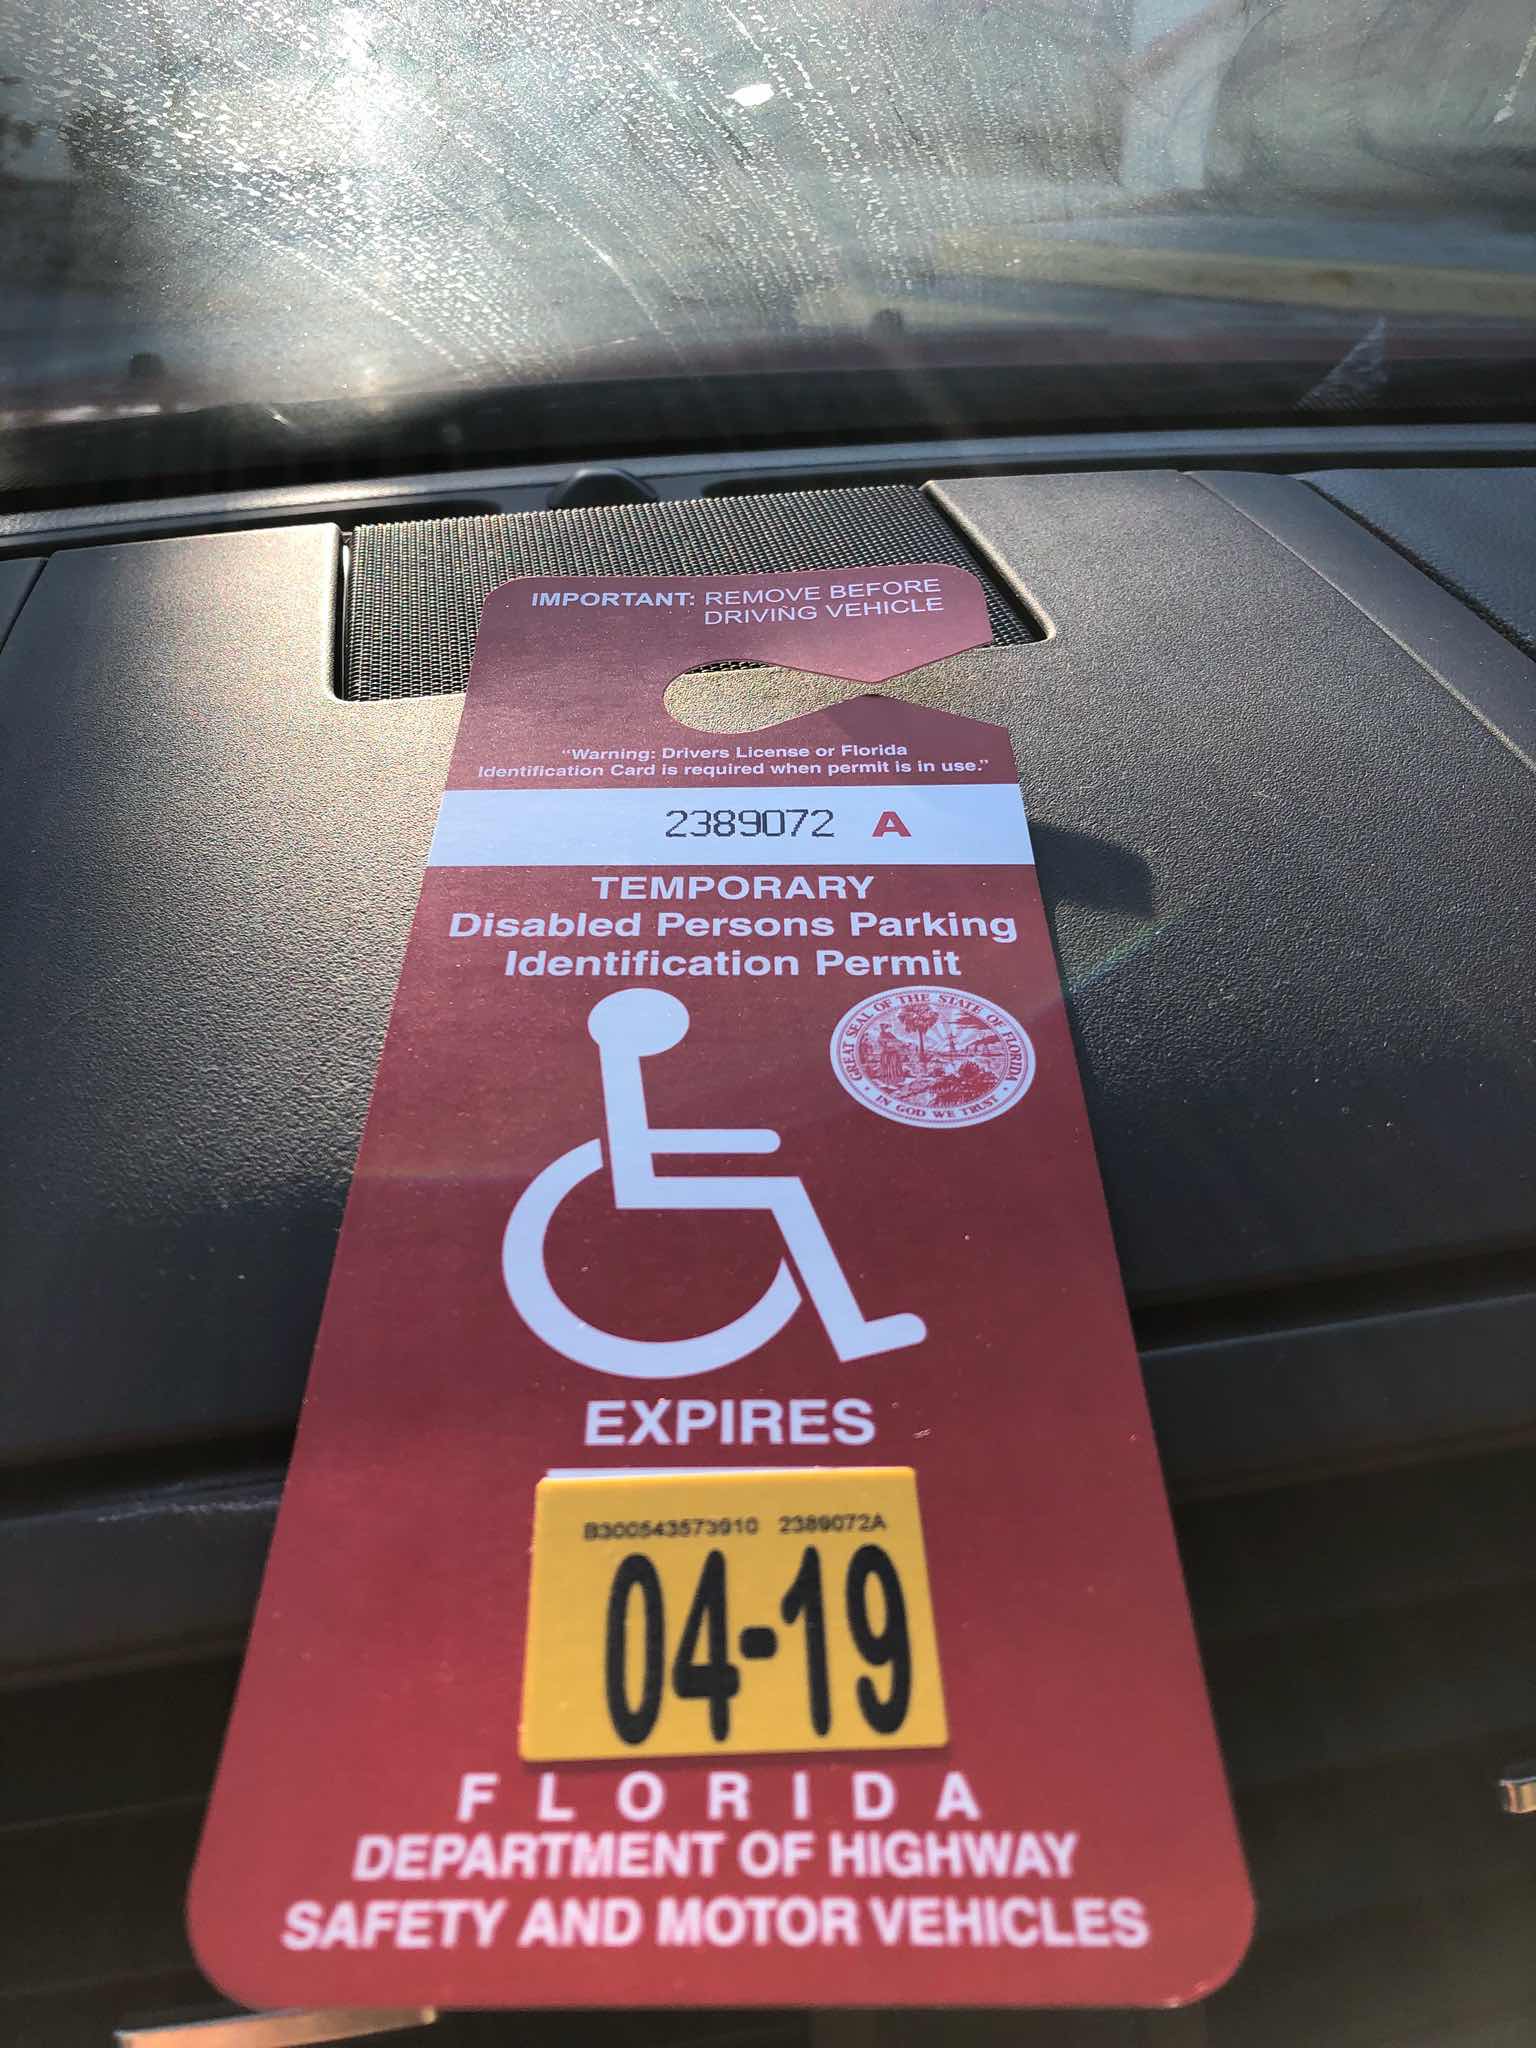 IMPORTANT: REMOVE BEFORE
DRIVING VEHICLE
"Warning: Drivers License or Florida
Identification Card is required when permit is in use."
2389072 A
TEMPORARY
Disabled Persons Parking
Identification Permit
GREAT SEAL OF THE STATE OF FLORIDA
IN GOD WE TRUST
EXPIRES
B300543573910 2389072A
04-19
FLORIDA
DEPARTMENT OF HIGHWAY
SAFETY AND MOTOR VEHICLES